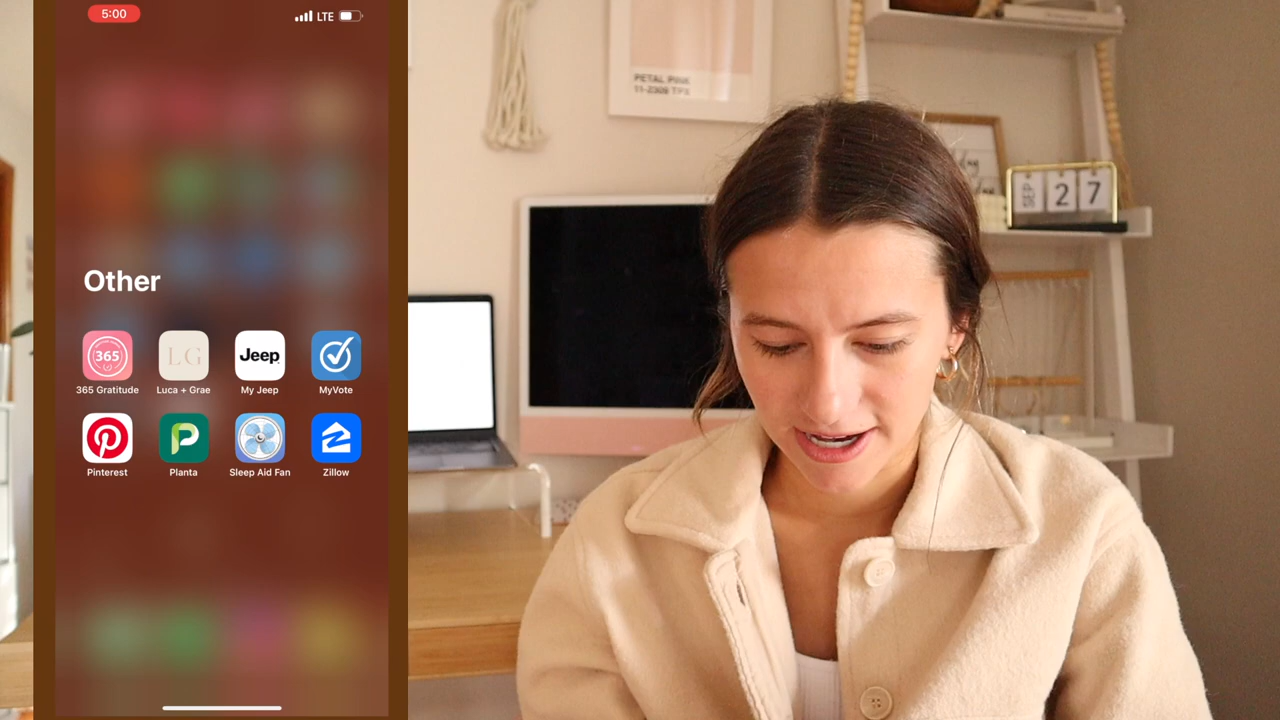 5:00
LTE
Other
365
LG
Jeep
365 Gratitude
Luca + Grae
My Jeep
MyVote
Pinterest
Planta
Sleep Aid Fan
Zillow
PETAL PINK
11-2309 TPX
day
27